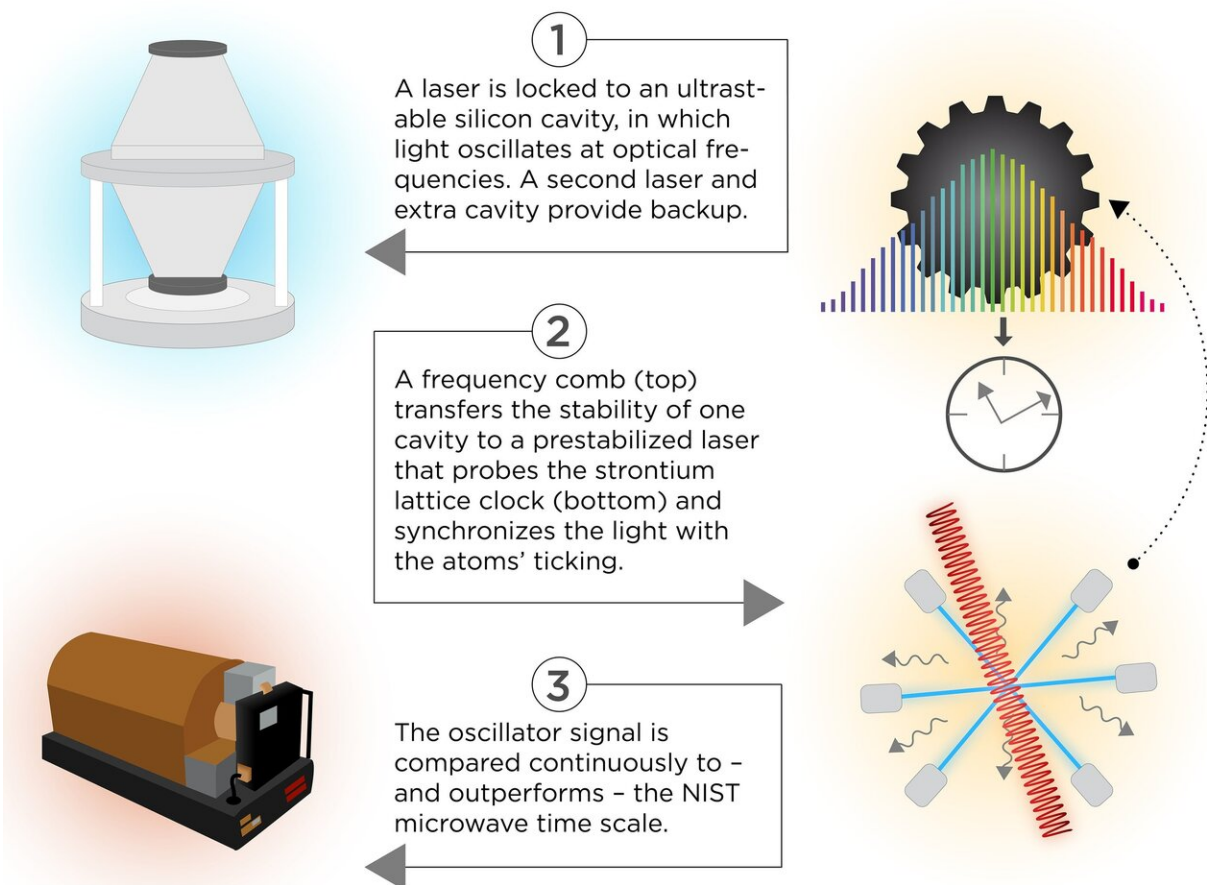 1
A laser is locked to an ultrast-
able silicon cavity, in which
light oscillates at optical fre-
quencies. A second laser and
extra cavity provide backup.
2
A frequency comb (top)
transfers the stability of one
cavity to a prestabilized laser
that probes the strontium
lattice clock (bottom) and
synchronizes the light with
the atoms’ ticking.
3
The oscillator signal is
compared continuously to –
and outperforms – the NIST
microwave time scale.